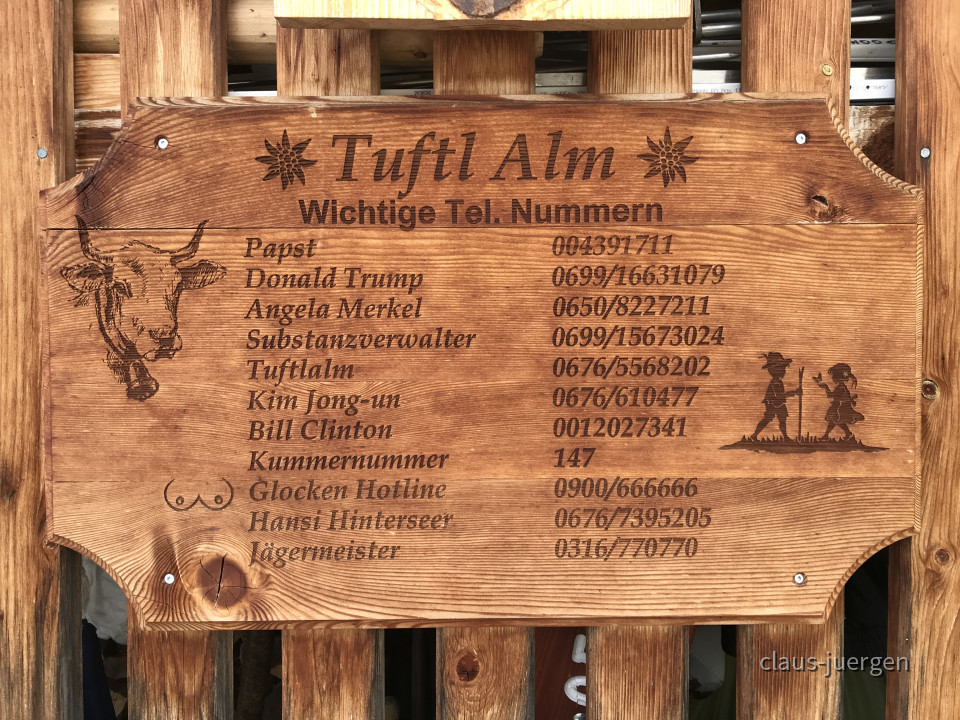 Tuftl Alm
Wichtige Tel. Nummern
Papst 004391711
Donald Trump 0699/16631079
Angela Merkel 0650/8227211
Substanzverwalter 0699/15673024
Tuftlalm 0676/5568202
Kim Jong-un 0676/610477
Bill Clinton 0012027341
Kummernummer 147
Glocken Hotline 0900/666666
Hansi Hinterseer 0676/7395205
Jägermeister 0316/770770
claus-juergen